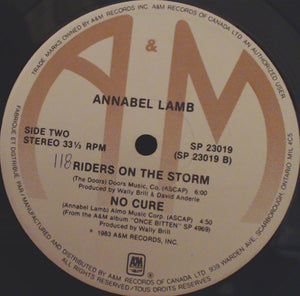 TRADE MARKS OWNED BY A&M RECORDS INC. AN AUTHORIZED USER
A&M
ANNABEL LAMB
SIDE TWO
STEREO 33⅓ RPM
SP 23019
(SP 23019 B)
118
RIDERS ON THE STORM
(The Doors) Doors Music, Co. (ASCAP) 6:00
Produced by Wally Brill & David Anderle
NO CURE
(Annabel Lamb) Almo Music Corp. (ASCAP) 4:50
(From the A&M album "ONCE BITTEN" SP 4969)
Produced by Wally Brill
℗ 1983 A&M RECORDS, INC.
A&M RECORDS
FABRIQUÉ ET DISTRIBUÉ PAR/MANUFACTURED AND DISTRIBUTED BY A&M RECORDS OF CANADA LTD. 939 WARDEN AVE. SCARBOROUGH, ONTARIO M1L 4C5
ALL RIGHTS RESERVED/TOUS DROITS RÉSERVÉS